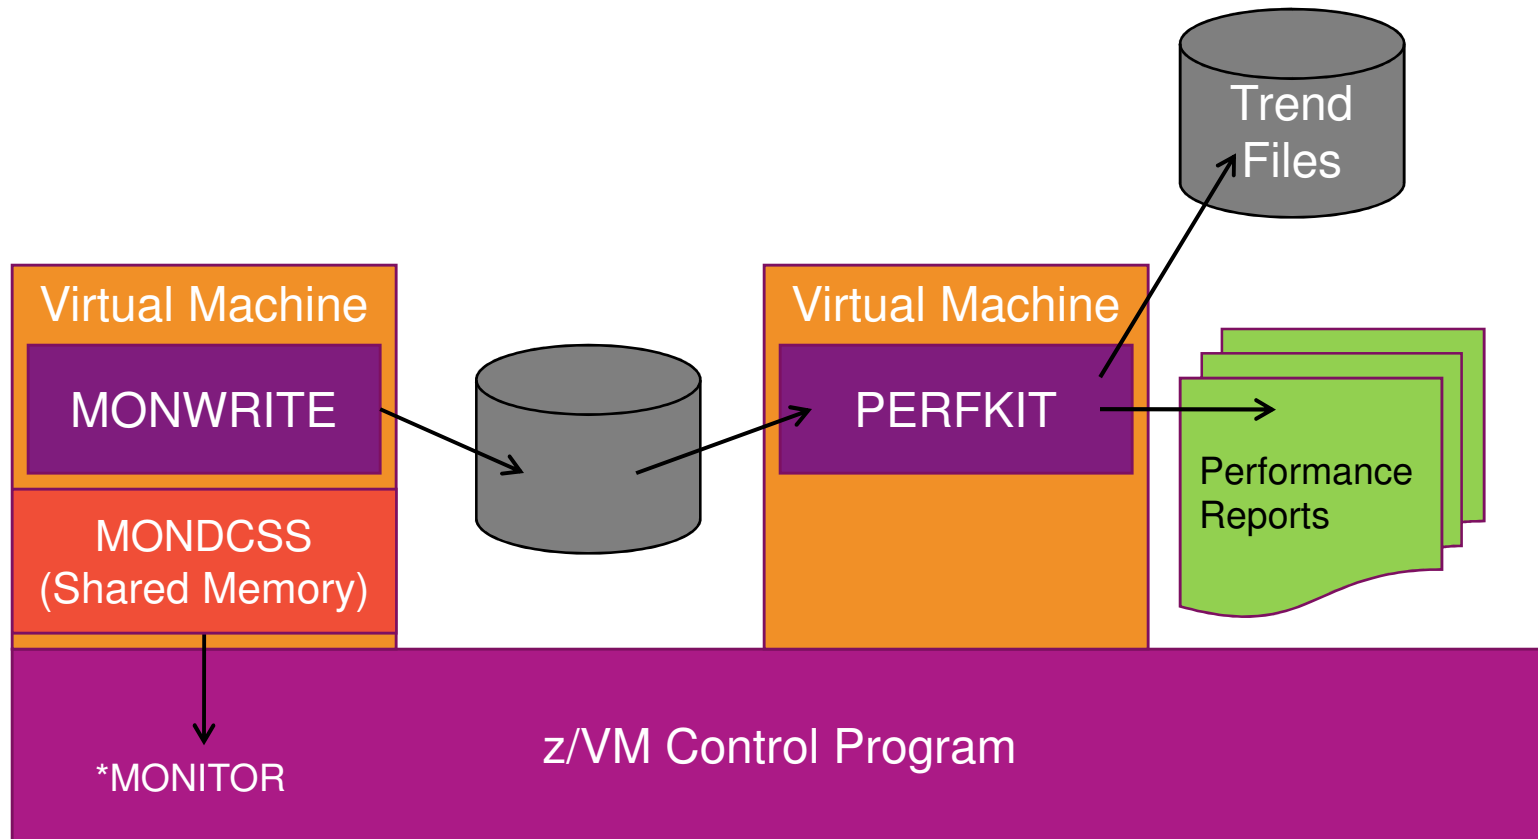 Trend
Files
Virtual Machine
MONWRITE
MONDCSS
(Shared Memory)
Virtual Machine
PERFKIT
Performance
Reports
z/VM Control Program
*MONITOR